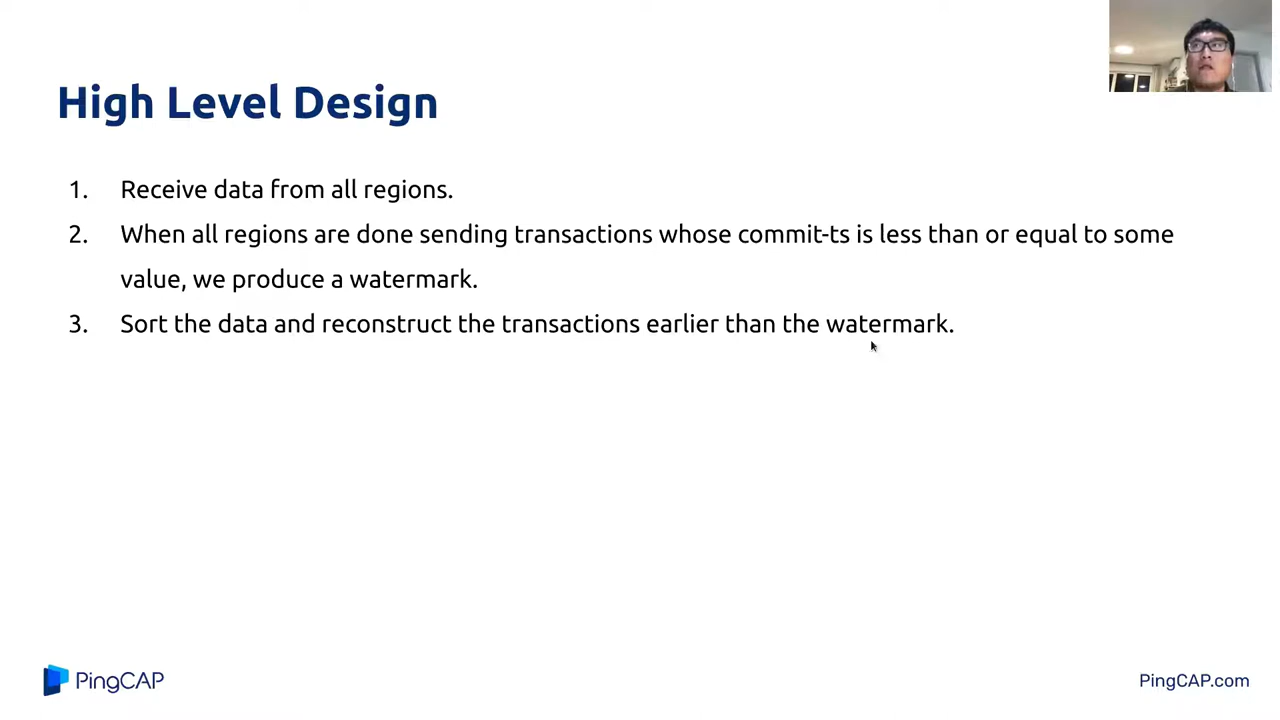 High Level Design
1. Receive data from all regions.
2. When all regions are done sending transactions whose commit-ts is less than or equal to some
value, we produce a watermark.
3. Sort the data and reconstruct the transactions earlier than the watermark.
PingCAP
PingCAP.com